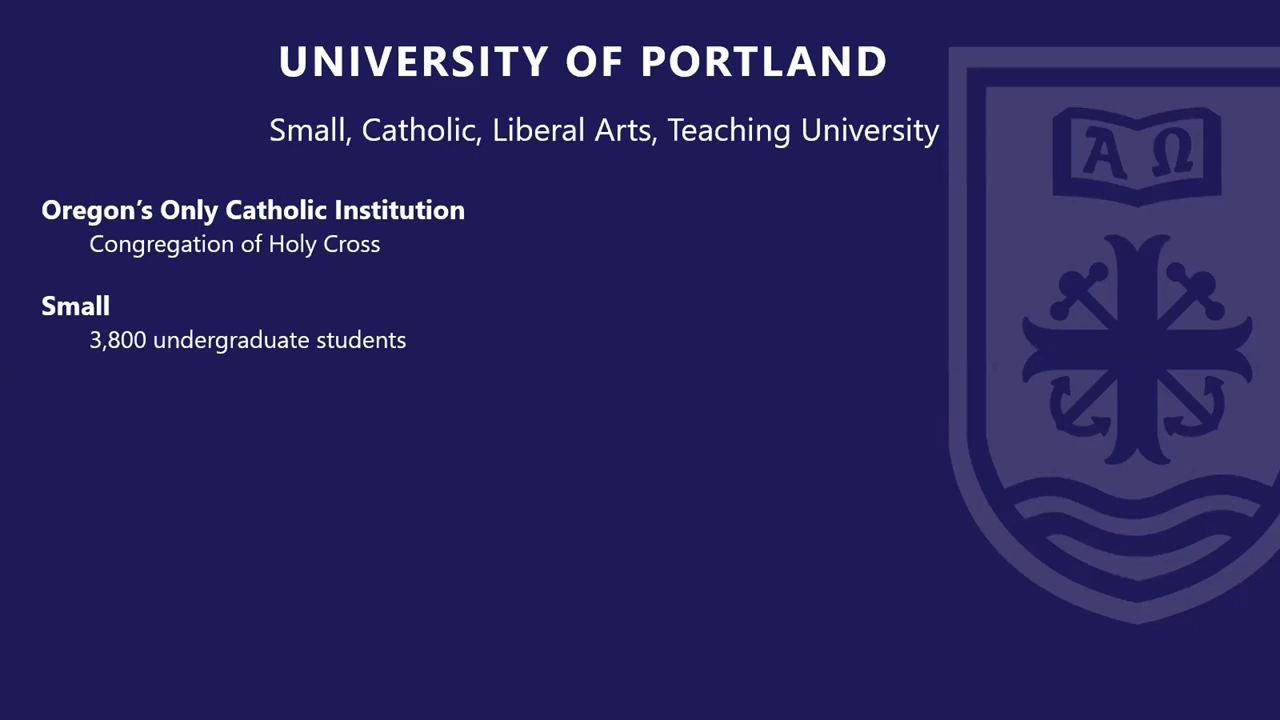 UNIVERSITY OF PORTLAND
Small, Catholic, Liberal Arts, Teaching University
Oregon’s Only Catholic Institution
Congregation of Holy Cross
Small
3,800 undergraduate students
Α Ω